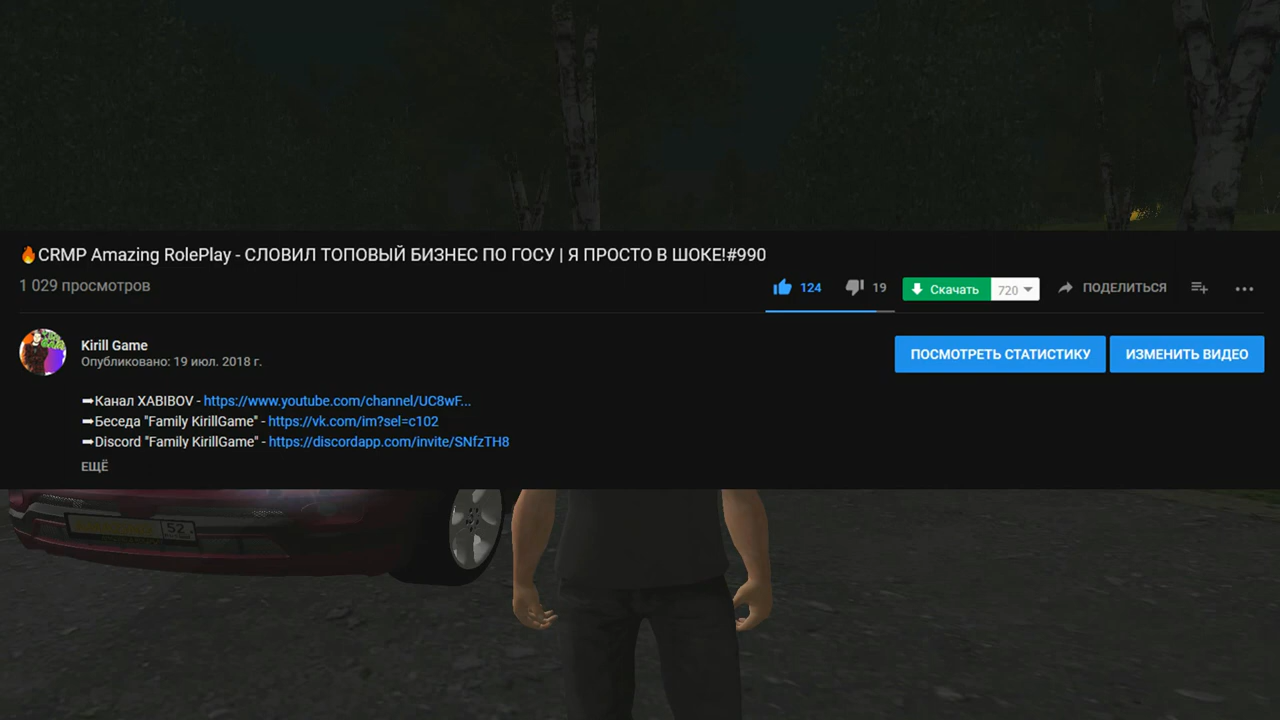 🔥CRMP Amazing RolePlay - СЛОВИЛ ТОПОВЫЙ БИЗНЕС ПО ГОСУ | Я ПРОСТО В ШОКЕ!#990
1 029 просмотров
124 19 Скачать 720 ПОДЕЛИТЬСЯ
Kirill Game
Опубликовано: 19 июл. 2018 г.
ПОСМОТРЕТЬ СТАТИСТИКУ ИЗМЕНИТЬ ВИДЕО
➡Канал XABIBOV - https://www.youtube.com/channel/UC8wF...
➡Беседа "Family KirillGame" - https://vk.com/im?sel=c102
➡Discord "Family KirillGame" - https://discordapp.com/invite/SNfzTH8
ЕЩЁ
52